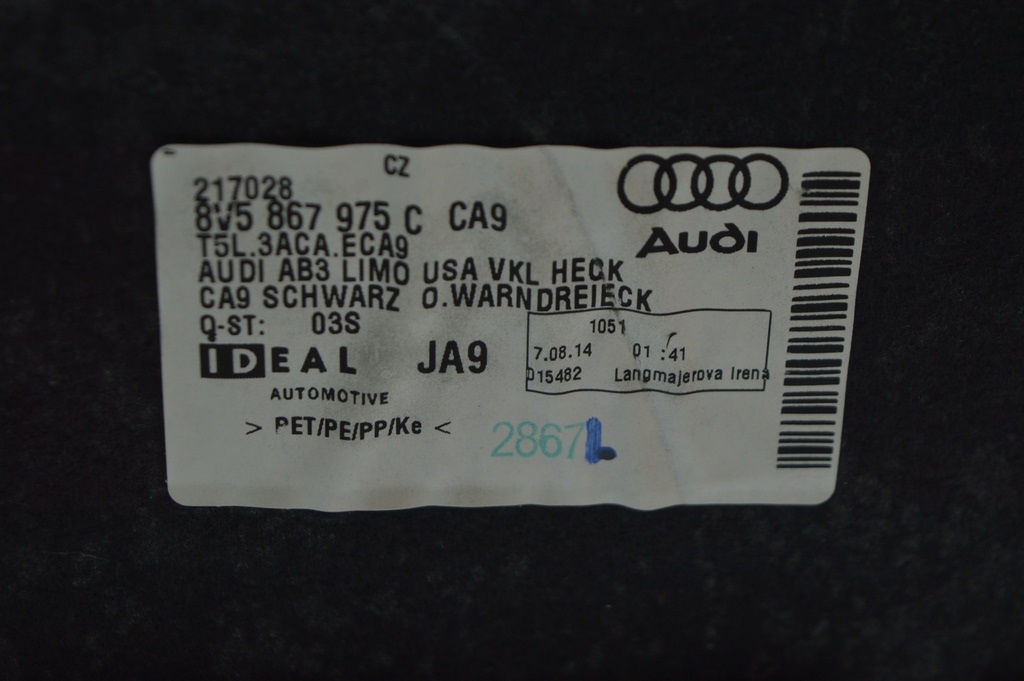 CZ
217028
8V5 867 975 C CA9
T5L.3ACA.ECA9
AUDI AB3 LIMO USA VKL HECK
CA9 SCHWARZ O.WARNDREIECK
Q-ST: 03S
IDEAL JA9
AUTOMOTIVE
> PET/PE/PP/Ke <
Audi
1051
7.08.14 01:41
D15482 Langmajerova Irena
2867